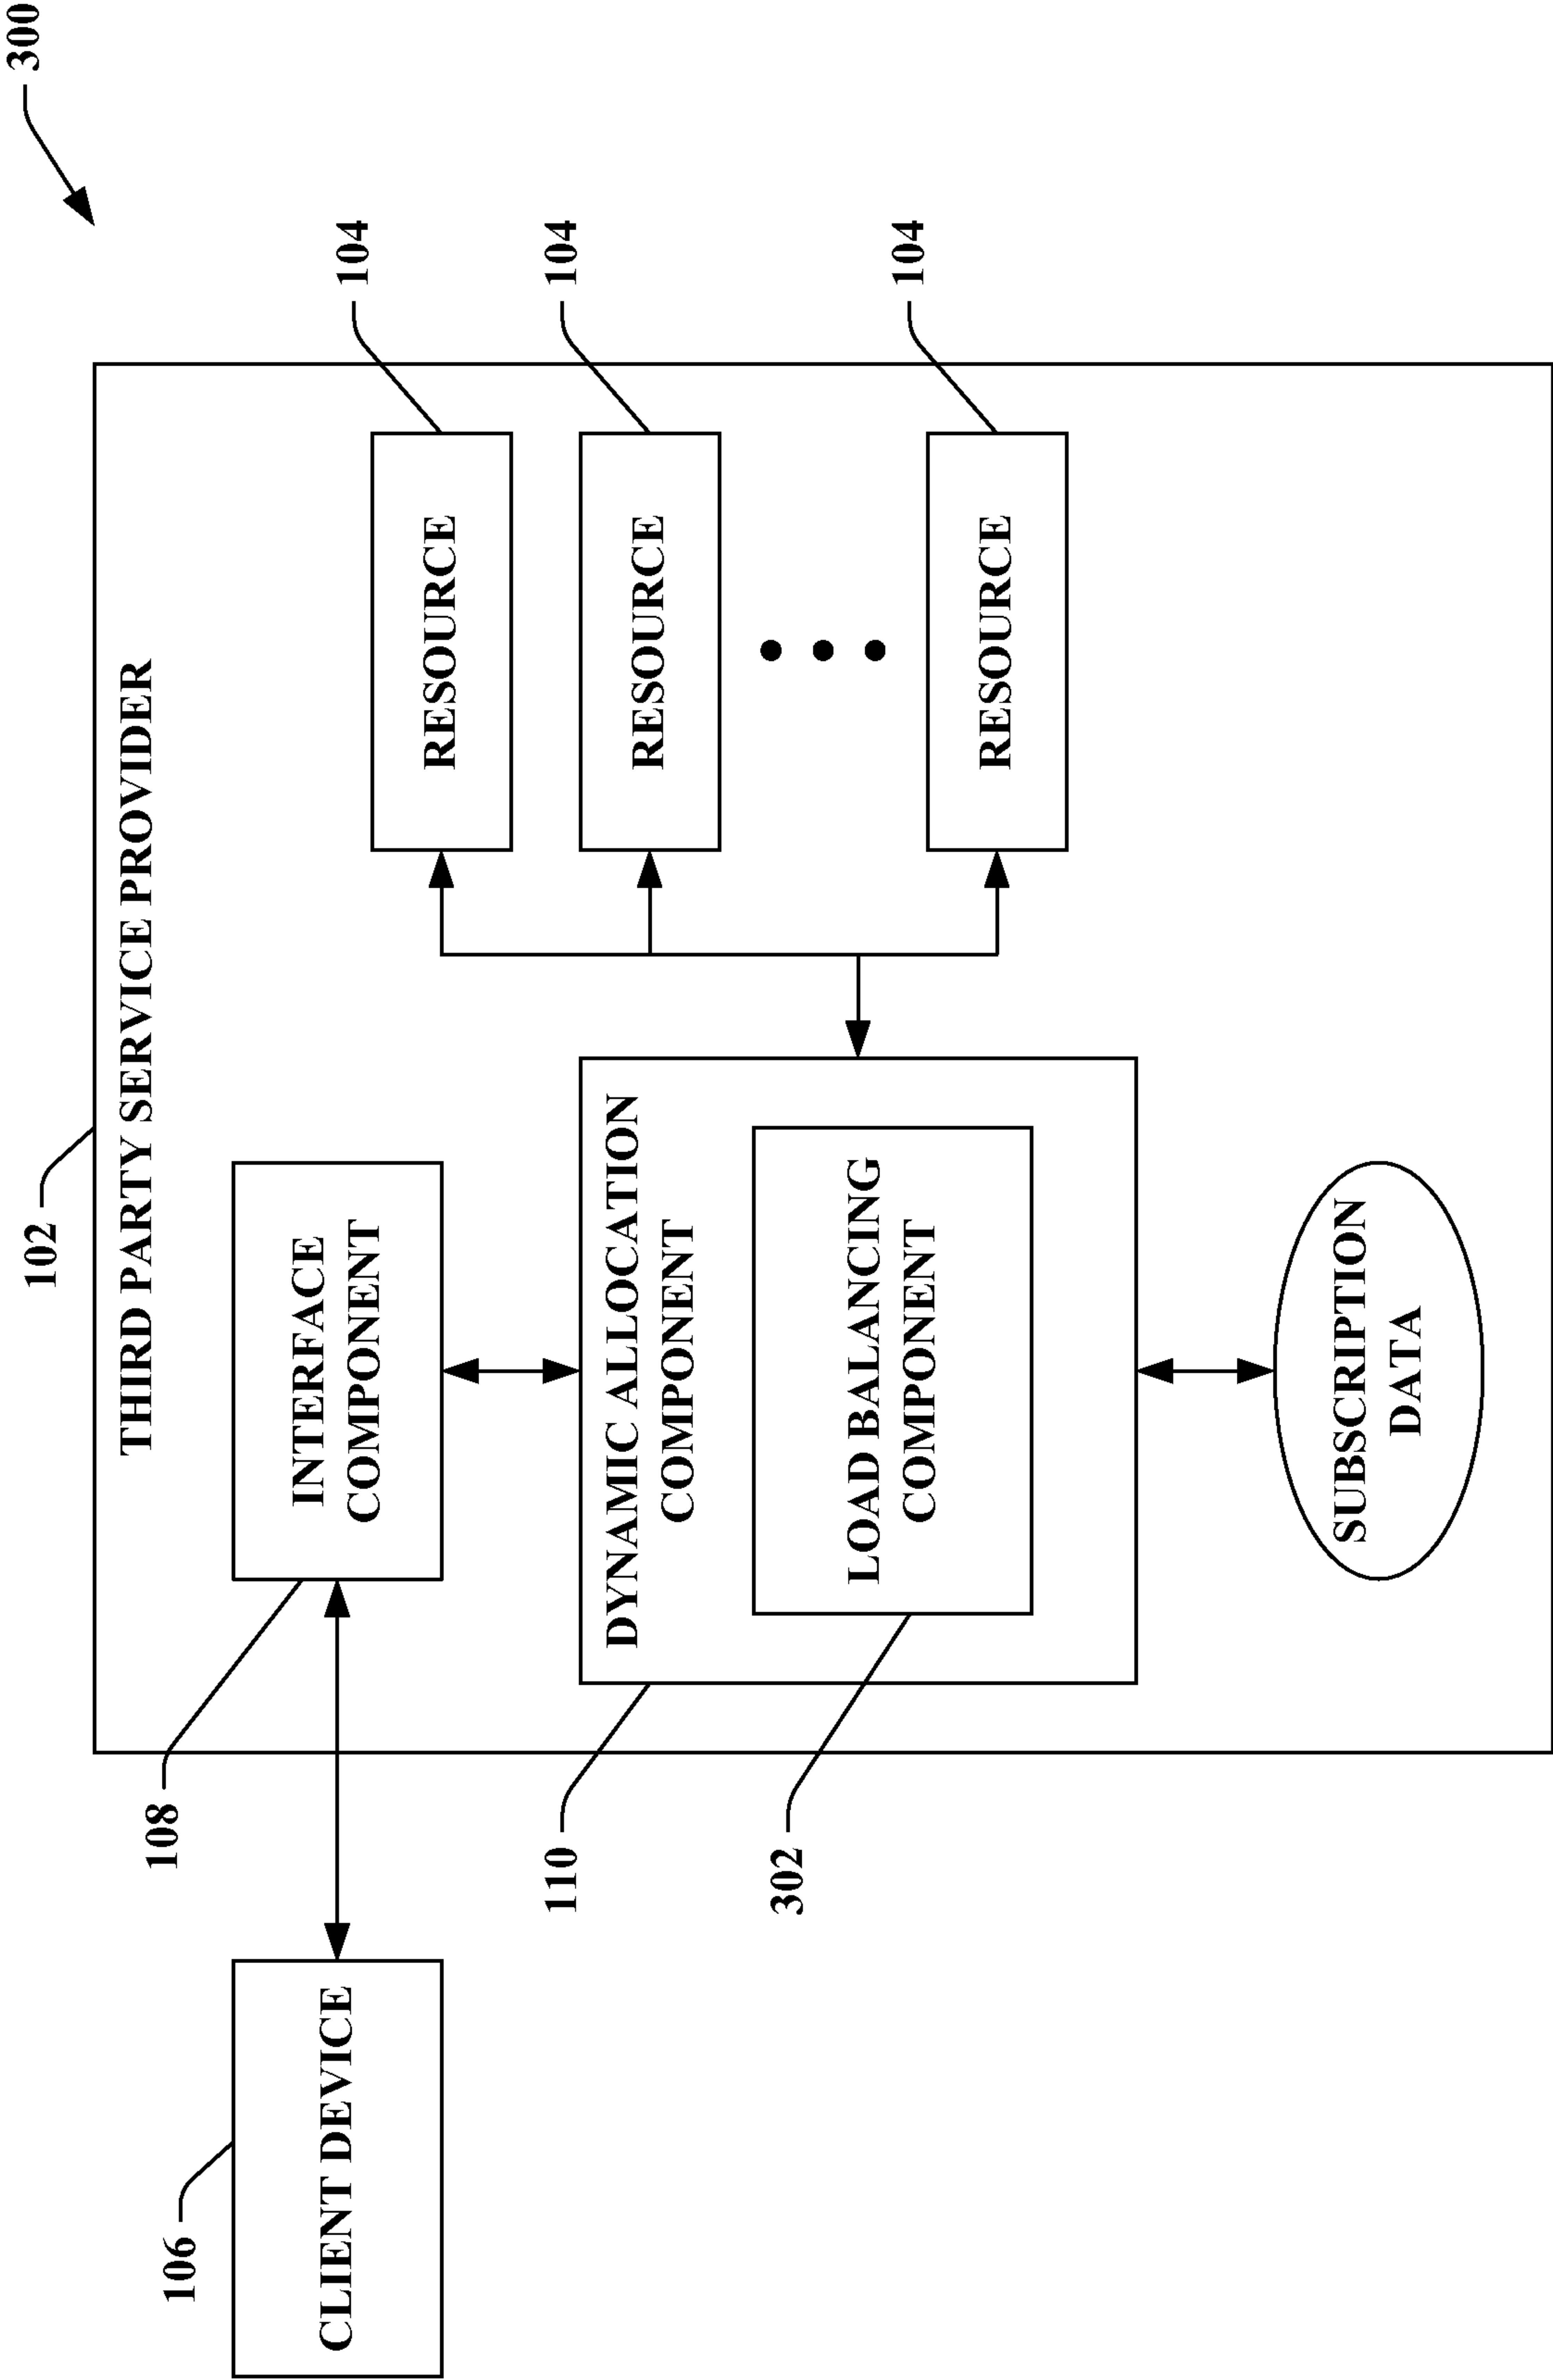 300
102
THIRD PARTY SERVICE PROVIDER
106
CLIENT DEVICE
108
INTERFACE
COMPONENT
110
DYNAMIC ALLOCATION
COMPONENT
302
LOAD BALANCING
COMPONENT
SUBSCRIPTION
DATA
RESOURCE
104
RESOURCE
104
RESOURCE
104